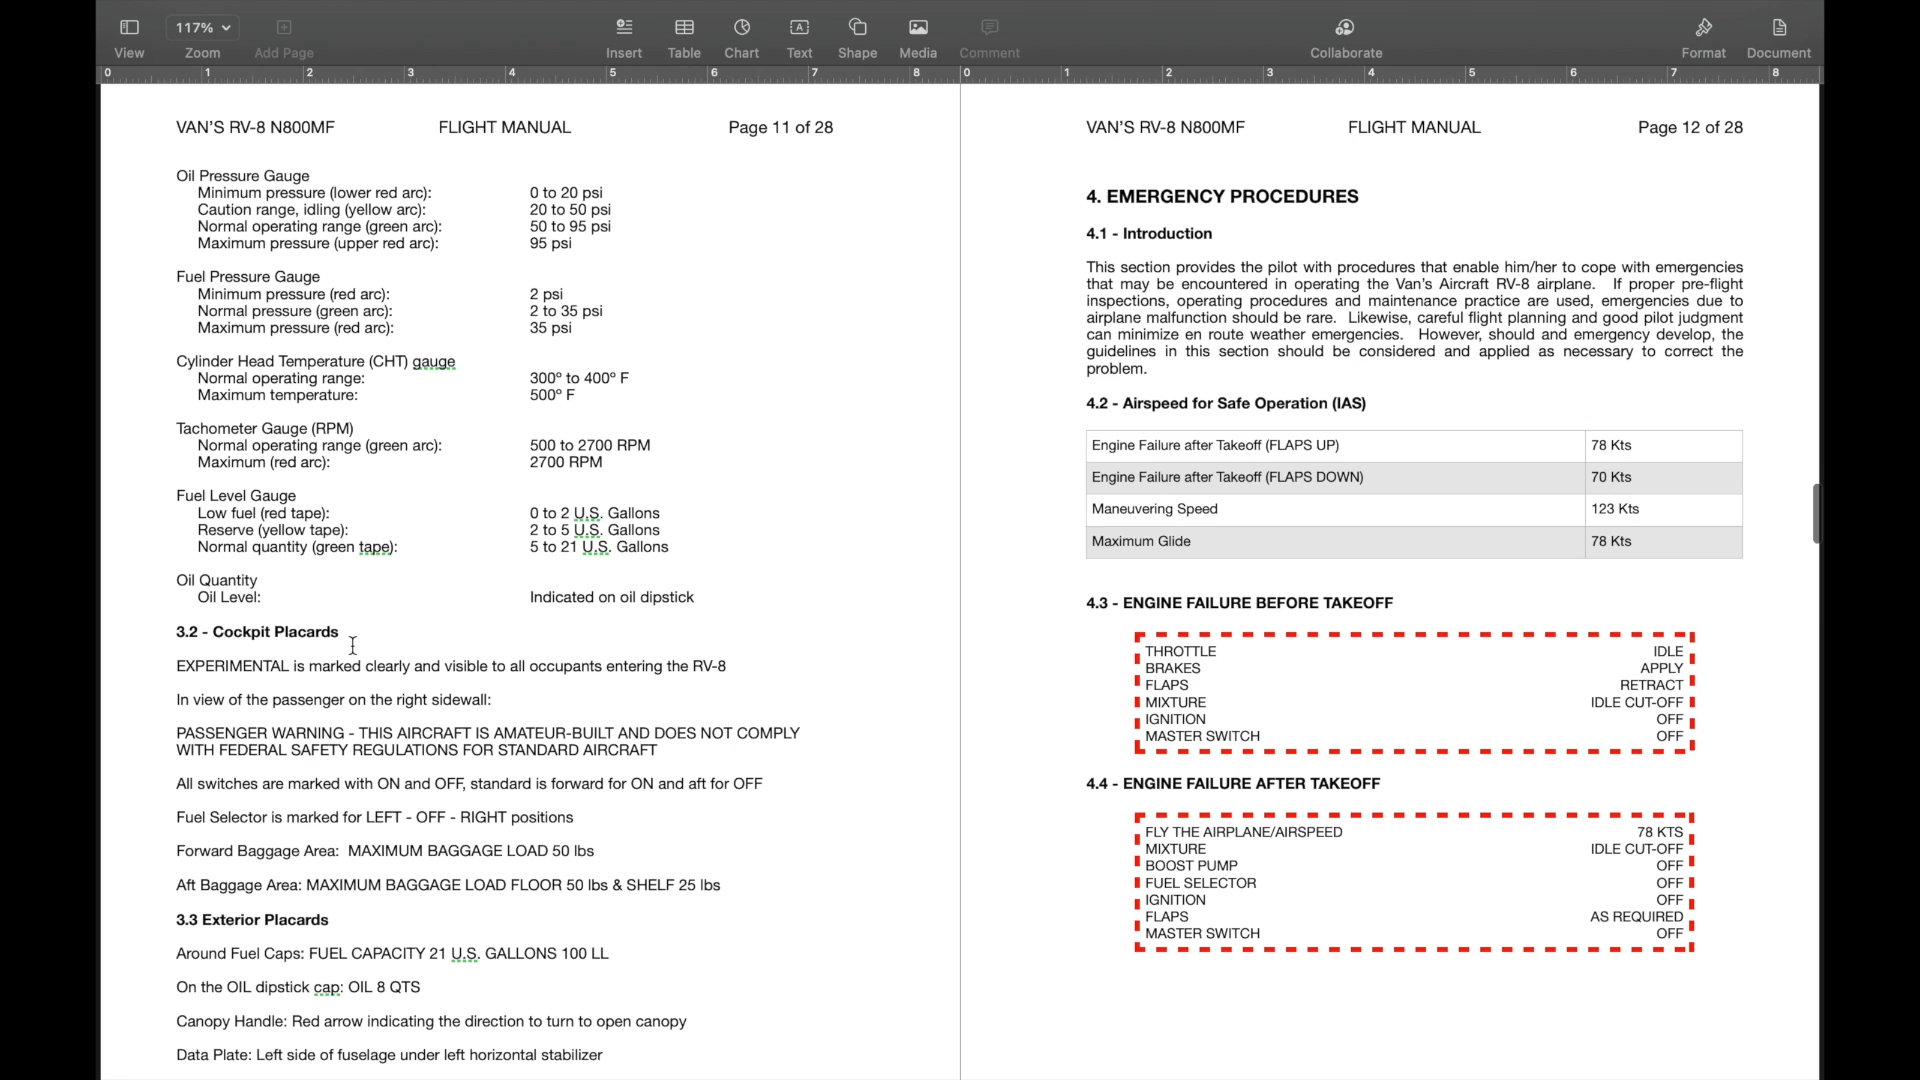 117%
View Zoom Add Page Insert Table Chart Text Shape Media Comment Collaborate Format Document
0 1 2 3 4 5 6 7 8 0 1 2 3 4 5 6 7 8
VAN'S RV-8 N800MF FLIGHT MANUAL Page 11 of 28
Oil Pressure Gauge
Minimum pressure (lower red arc): 0 to 20 psi
Caution range, idling (yellow arc): 20 to 50 psi
Normal operating range (green arc): 50 to 95 psi
Maximum pressure (upper red arc): 95 psi
Fuel Pressure Gauge
Minimum pressure (red arc): 2 psi
Normal pressure (green arc): 2 to 35 psi
Maximum pressure (red arc): 35 psi
Cylinder Head Temperature (CHT) gauge
Normal operating range: 300º to 400º F
Maximum temperature: 500º F
Tachometer Gauge (RPM)
Normal operating range (green arc): 500 to 2700 RPM
Maximum (red arc): 2700 RPM
Fuel Level Gauge
Low fuel (red tape): 0 to 2 U.S. Gallons
Reserve (yellow tape): 2 to 5 U.S. Gallons
Normal quantity (green tape): 5 to 21 U.S. Gallons
Oil Quantity
Oil Level: Indicated on oil dipstick
3.2 - Cockpit Placards
EXPERIMENTAL is marked clearly and visible to all occupants entering the RV-8
In view of the passenger on the right sidewall:
PASSENGER WARNING - THIS AIRCRAFT IS AMATEUR-BUILT AND DOES NOT COMPLY
WITH FEDERAL SAFETY REGULATIONS FOR STANDARD AIRCRAFT
All switches are marked with ON and OFF, standard is forward for ON and aft for OFF
Fuel Selector is marked for LEFT - OFF - RIGHT positions
Forward Baggage Area: MAXIMUM BAGGAGE LOAD 50 lbs
Aft Baggage Area: MAXIMUM BAGGAGE LOAD FLOOR 50 lbs & SHELF 25 lbs
3.3 Exterior Placards
Around Fuel Caps: FUEL CAPACITY 21 U.S. GALLONS 100 LL
On the OIL dipstick cap: OIL 8 QTS
Canopy Handle: Red arrow indicating the direction to turn to open canopy
Data Plate: Left side of fuselage under left horizontal stabilizer
VAN'S RV-8 N800MF FLIGHT MANUAL Page 12 of 28
4. EMERGENCY PROCEDURES
4.1 - Introduction
This section provides the pilot with procedures that enable him/her to cope with emergencies
that may be encountered in operating the Van's Aircraft RV-8 airplane. If proper pre-flight
inspections, operating procedures and maintenance practice are used, emergencies due to
airplane malfunction should be rare. Likewise, careful flight planning and good pilot judgment
can minimize en route weather emergencies. However, should and emergency develop, the
guidelines in this section should be considered and applied as necessary to correct the
problem.
4.2 - Airspeed for Safe Operation (IAS)
Engine Failure after Takeoff (FLAPS UP) 78 Kts
Engine Failure after Takeoff (FLAPS DOWN) 70 Kts
Maneuvering Speed 123 Kts
Maximum Glide 78 Kts
4.3 - ENGINE FAILURE BEFORE TAKEOFF
THROTTLE IDLE
BRAKES APPLY
FLAPS RETRACT
MIXTURE IDLE CUT-OFF
IGNITION OFF
MASTER SWITCH OFF
4.4 - ENGINE FAILURE AFTER TAKEOFF
FLY THE AIRPLANE/AIRSPEED 78 KTS
MIXTURE IDLE CUT-OFF
BOOST PUMP OFF
FUEL SELECTOR OFF
IGNITION OFF
FLAPS AS REQUIRED
MASTER SWITCH OFF